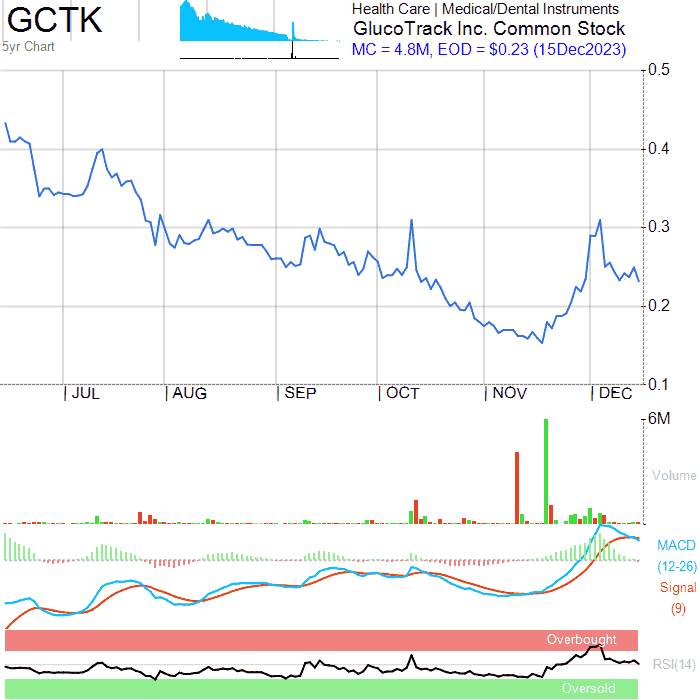 GCTK
5yr Chart
Health Care | Medical/Dental Instruments
GlucoTrack Inc. Common Stock
MC = 4.8M, EOD = $0.23 (15Dec2023)
0.5
0.4
0.3
0.2
0.1
JUL
AUG
SEP
OCT
NOV
DEC
6M
Volume
MACD
(12-26)
Signal
(9)
Overbought
RSI(14)
Oversold